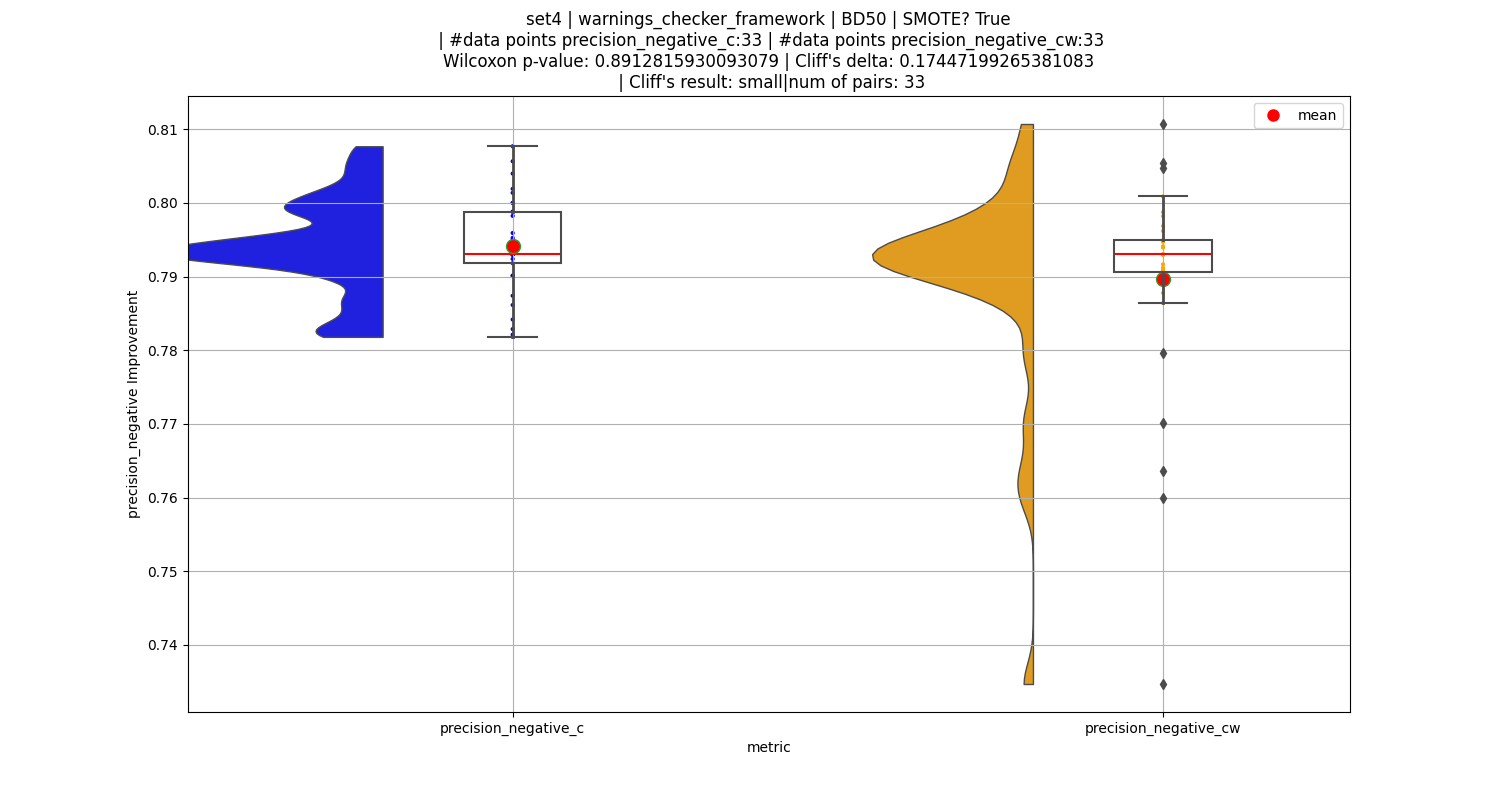 set4 | warnings_checker_framework | BD50 | SMOTE? True
| #data points precision_negative_c:33 | #data points precision_negative_cw:33
Wilcoxon p-value: 0.8912815930093079 | Cliff's delta: 0.17447199265381083
| Cliff's result: small|num of pairs: 33
mean
0.81
0.80
0.79
0.78
0.77
0.76
0.75
0.74
precision_negative Improvement
precision_negative_c
precision_negative_cw
metric